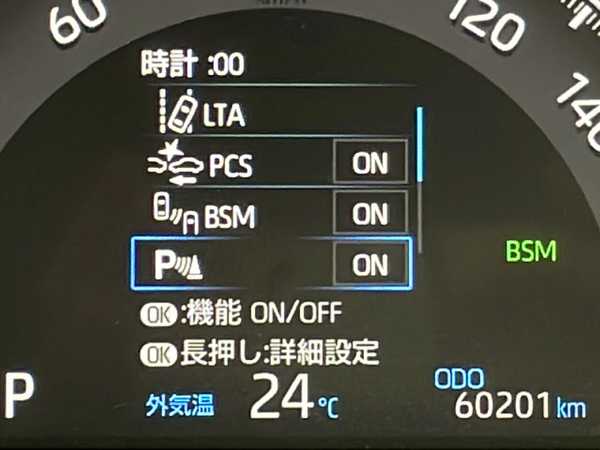 60
120
140
時計 :00
LTA
PCS ON
BSM ON
BSM
P ON
OK:機能 ON/OFF
OK長押し:詳細設定
P
外気温 24℃
ODO
60201km